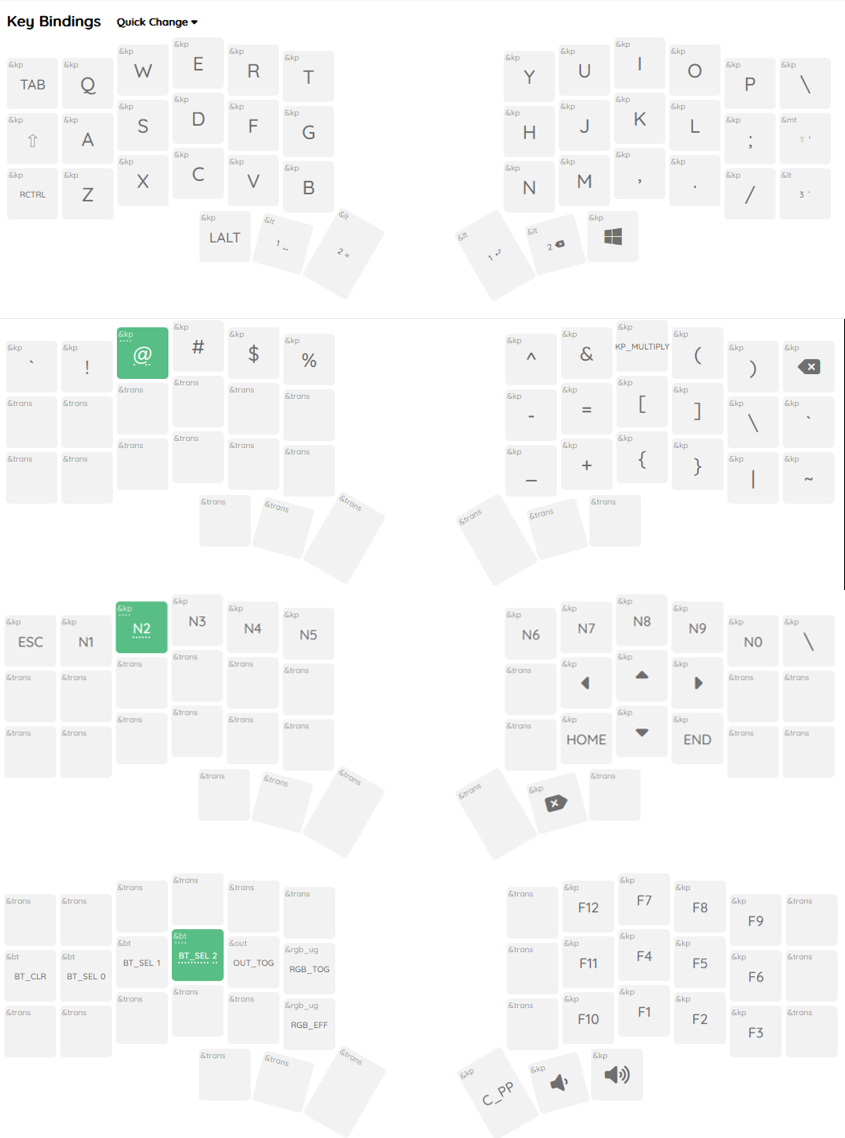 Key Bindings Quick Change
&kp &kp &kp &kp &kp &kp &kp &kp &kp &kp &kp &kp
TAB Q W E R T Y U I O P \
&kp &kp &kp &kp &kp &kp &kp &kp &kp &kp &kp &mt
⇧ A S D F G H J K L ; '
&kp &kp &kp &kp &kp &kp &kp &kp &kp &kp &kp &lt
RCTRL Z X C V B N M , . / 3 `
&kp &lt &lt &lt &lt &kp
LALT 1 2 1 ↵ 2 ⌫
&kp &kp &kp &kp &kp &kp &kp &kp &kp &kp &kp &kp
` ! @ # $ % ^ & KP_MULTIPLY ( ) ⌫
&trans &trans &trans &trans &trans &trans &kp &kp &kp &kp &kp &kp
- = [ ] \ `
&trans &trans &trans &trans &trans &trans &kp &kp &kp &kp &kp &kp
_ + { } | ~
&trans &trans &trans &trans &trans &trans
&kp &kp &kp &kp &kp &kp &kp &kp &kp &kp &kp &kp
ESC N1 N2 N3 N4 N5 N6 N7 N8 N9 N0 \
&trans &trans &trans &trans &trans &trans &trans &kp &kp &kp &trans &trans
&trans &trans &trans &trans &trans &trans &trans &kp &kp &kp &trans &trans
HOME END
&trans &trans &trans &trans &kp &trans
&trans &trans &trans &trans &trans &trans &trans &kp &kp &kp &kp &trans
F12 F7 F8 F9
&bt &bt &bt &bt &out &rgb_ug &trans &kp &kp &kp &kp &trans
BT_CLR BT_SEL 0 BT_SEL 1 BT_SEL 2 OUT_TOG RGB_TOG F11 F4 F5 F6
&trans &trans &trans &trans &trans &rgb_ug &trans &kp &kp &kp &kp &trans
RGB_EFF F10 F1 F2 F3
&trans &trans &trans &kp &kp &kp
C_PP